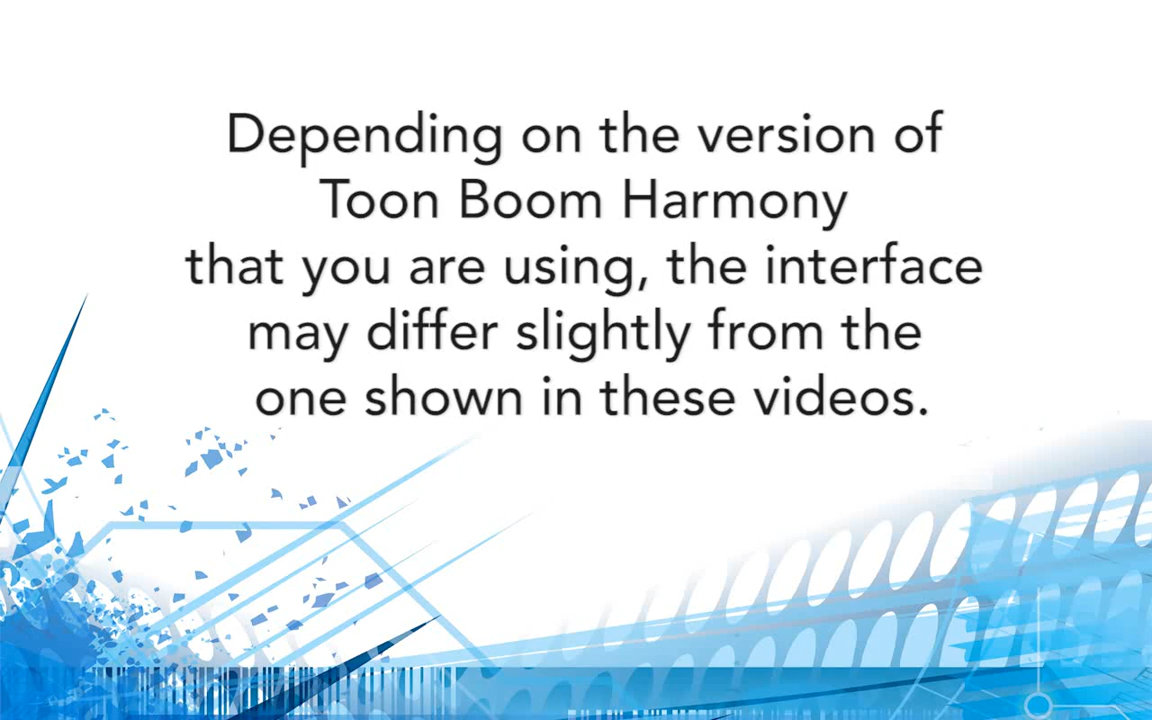 Depending on the version of
Toon Boom Harmony
that you are using, the interface
may differ slightly from the
one shown in these videos.